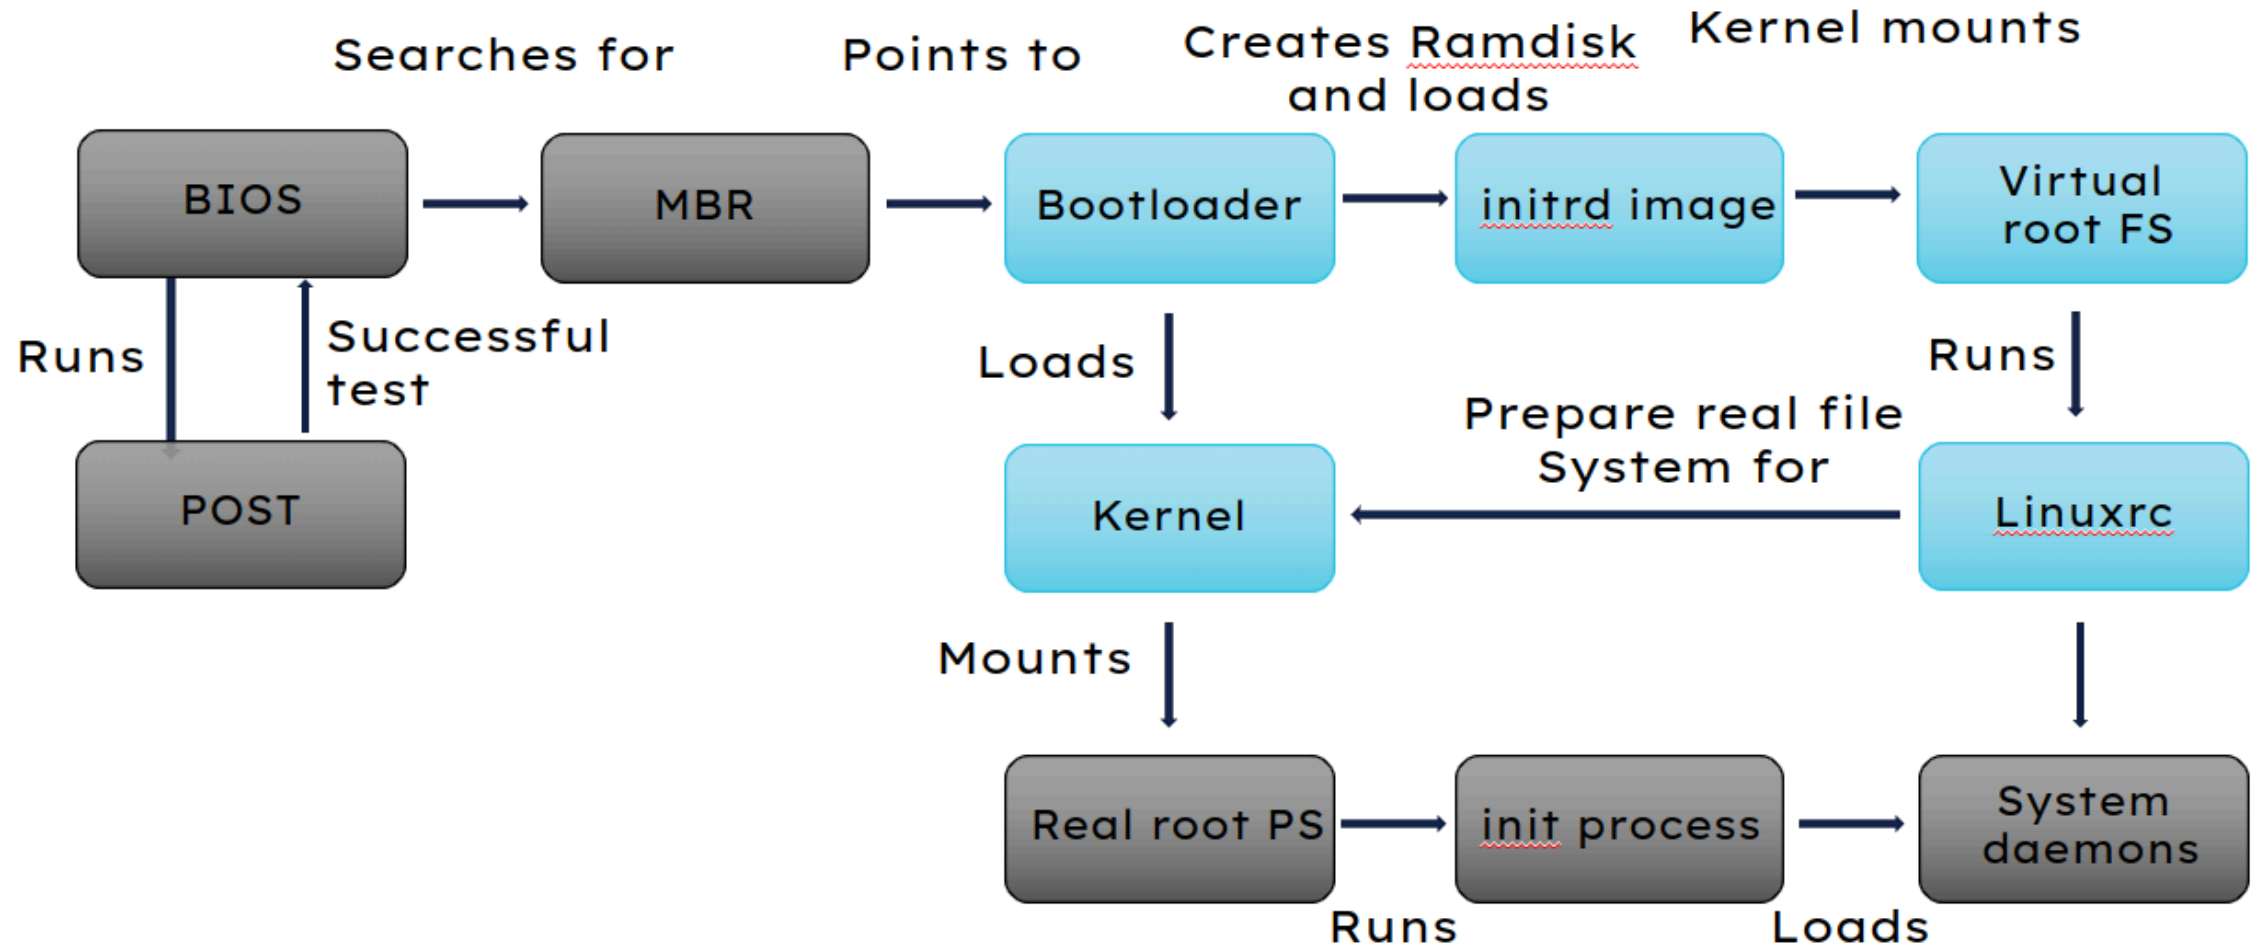 Searches for
Points to
Creates Ramdisk
and loads
Kernel mounts
BIOS
MBR
Bootloader
initrd image
Virtual
root FS
Runs
Successful
test
Loads
Runs
Prepare real file
System for
POST
Kernel
Linuxrc
Mounts
Real root PS
init process
System
daemons
Runs
Loads